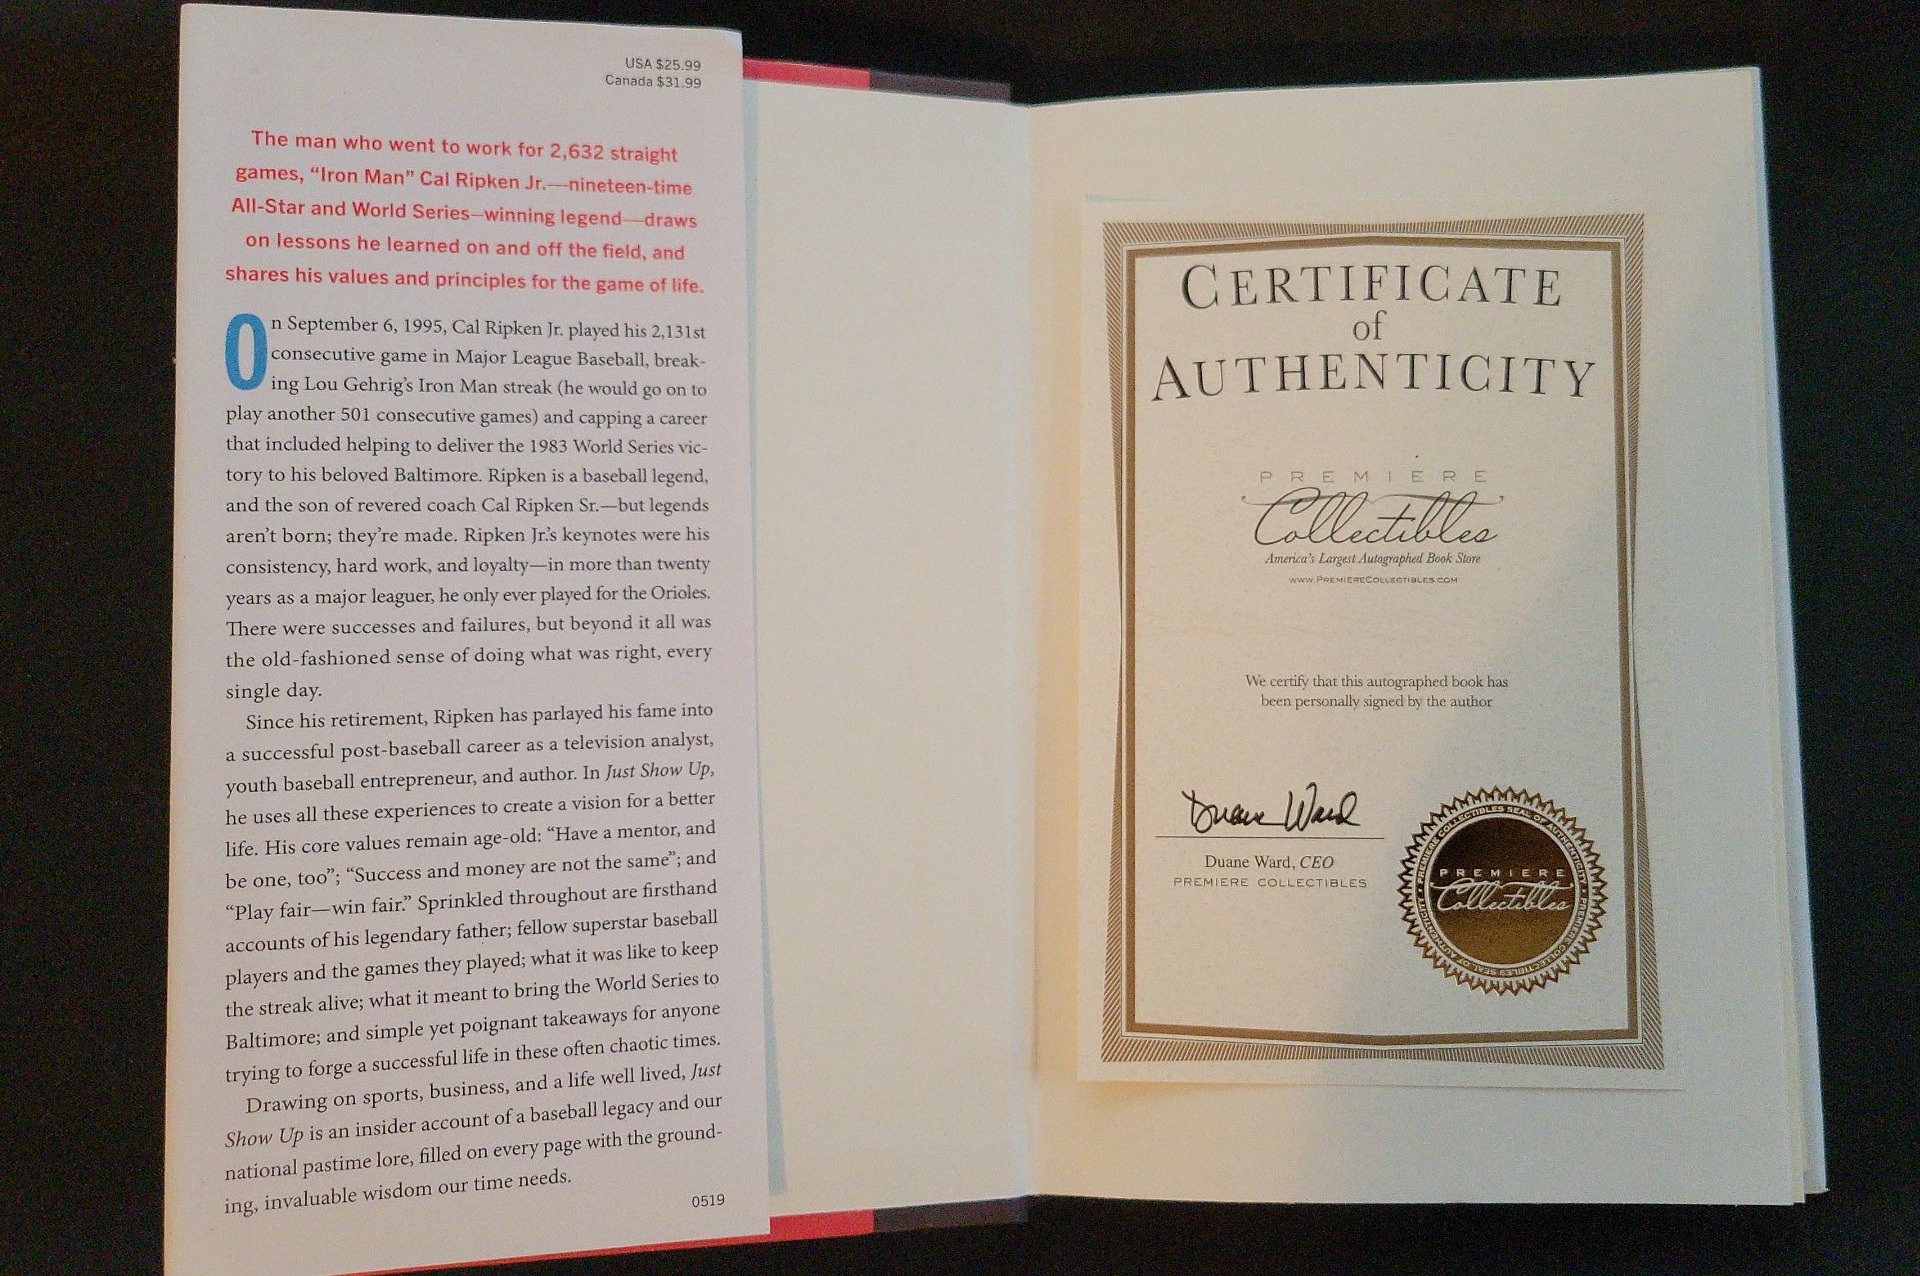 USA $25.99
Canada $31.99
The man who went to work for 2,632 straight
games, “Iron Man” Cal Ripken Jr.—nineteen-time
All-Star and World Series–winning legend—draws
on lessons he learned on and off the field, and
shares his values and principles for the game of life.
On September 6, 1995, Cal Ripken Jr. played his 2,131st
consecutive game in Major League Baseball, break-
ing Lou Gehrig’s Iron Man streak (he would go on to
play another 501 consecutive games) and capping a career
that included helping to deliver the 1983 World Series vic-
tory to his beloved Baltimore. Ripken is a baseball legend,
and the son of revered coach Cal Ripken Sr.—but legends
aren’t born; they’re made. Ripken Jr.’s keynotes were his
consistency, hard work, and loyalty—in more than twenty
years as a major leaguer, he only ever played for the Orioles.
There were successes and failures, but beyond it all was
the old-fashioned sense of doing what was right, every
single day.
Since his retirement, Ripken has parlayed his fame into
a successful post-baseball career as a television analyst,
youth baseball entrepreneur, and author. In Just Show Up,
he uses all these experiences to create a vision for a better
life. His core values remain age-old: “Have a mentor, and
be one, too”; “Success and money are not the same”; and
“Play fair—win fair.” Sprinkled throughout are firsthand
accounts of his legendary father; fellow superstar baseball
players and the games they played; what it was like to keep
the streak alive; what it meant to bring the World Series to
Baltimore; and simple yet poignant takeaways for anyone
trying to forge a successful life in these often chaotic times.
Drawing on sports, business, and a life well lived, Just
Show Up is an insider account of a baseball legacy and our
national pastime lore, filled on every page with the ground-
ing, invaluable wisdom our time needs.
0519
CERTIFICATE
of
AUTHENTICITY
PREMIERE
Collectibles
America’s Largest Autographed Book Store
www.PremiereCollectibles.com
We certify that this autographed book has
been personally signed by the author
Duane Ward
Duane Ward, CEO
PREMIERE COLLECTIBLES
PREMIERE COLLECTIBLES SEAL OF AUTHENTICITY • PREMIERE COLLECTIBLES SEAL OF AUTHENTICITY •
PREMIERE
Collectibles